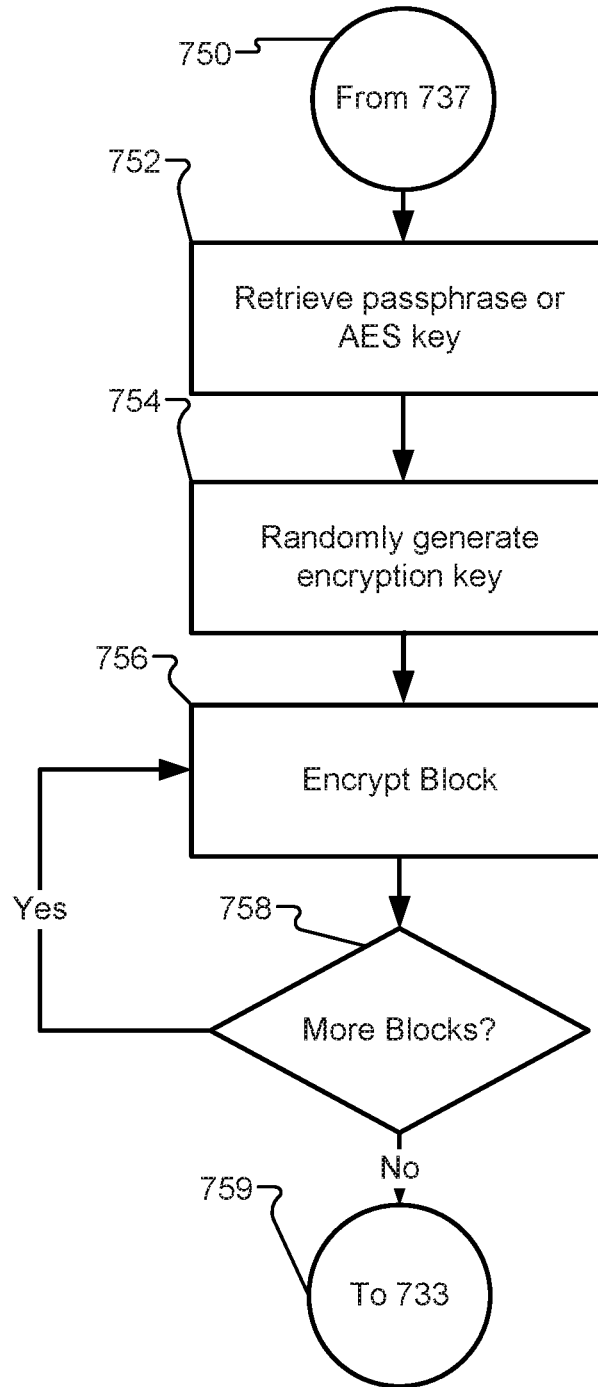 750
From 737
752
Retrieve passphrase or
AES key
754
Randomly generate
encryption key
756
Encrypt Block
Yes
758
More Blocks?
No
759
To 733